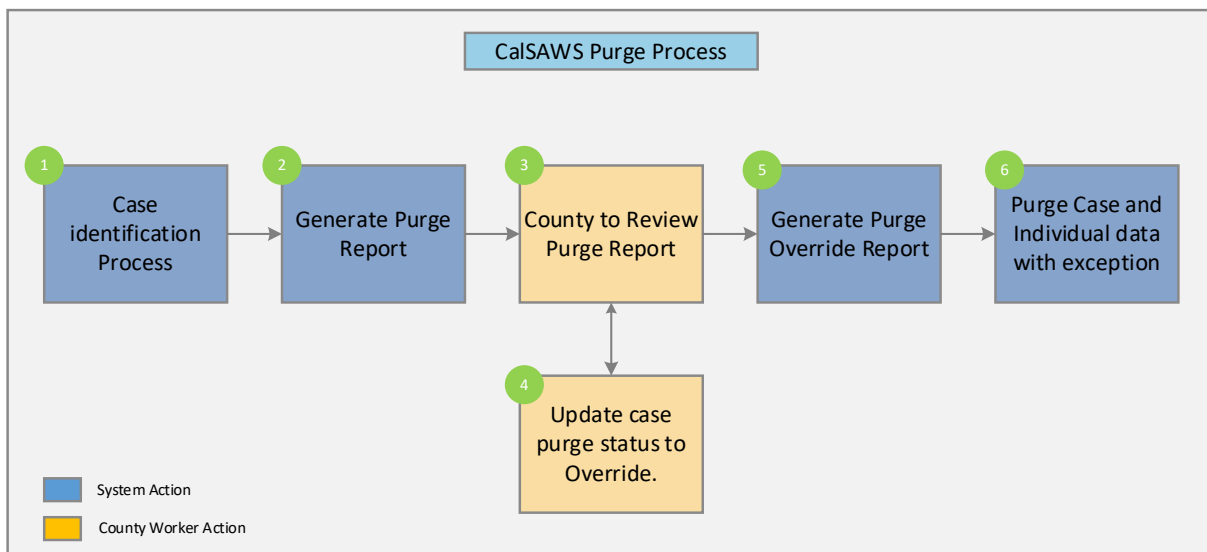 CalSAWS Purge Process
1
Case
identification
Process
2
Generate Purge
Report
3
County to Review
Purge Report
5
Generate Purge
Override Report
6
Purge Case and
Individual data
with exception
4
Update case
purge status to
Override.
System Action
County Worker Action